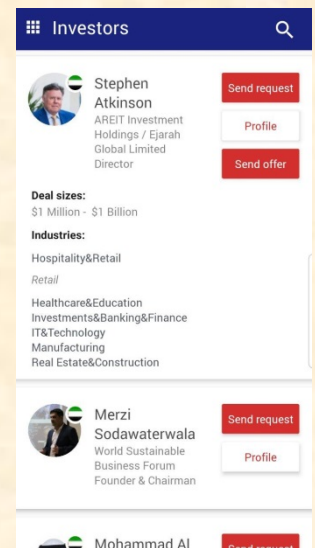 Investors
Stephen
Atkinson
AREIT Investment
Holdings / Ejarah
Global Limited
Director
Send request
Profile
Send offer
Deal sizes:
$1 Million - $1 Billion
Industries:
Hospitality&Retail
Retail
Healthcare&Education
Investments&Banking&Finance
IT&Technology
Manufacturing
Real Estate&Construction
Merzi
Sodawaterwala
World Sustainable
Business Forum
Founder & Chairman
Send request
Profile
Mohammad Al
Send request